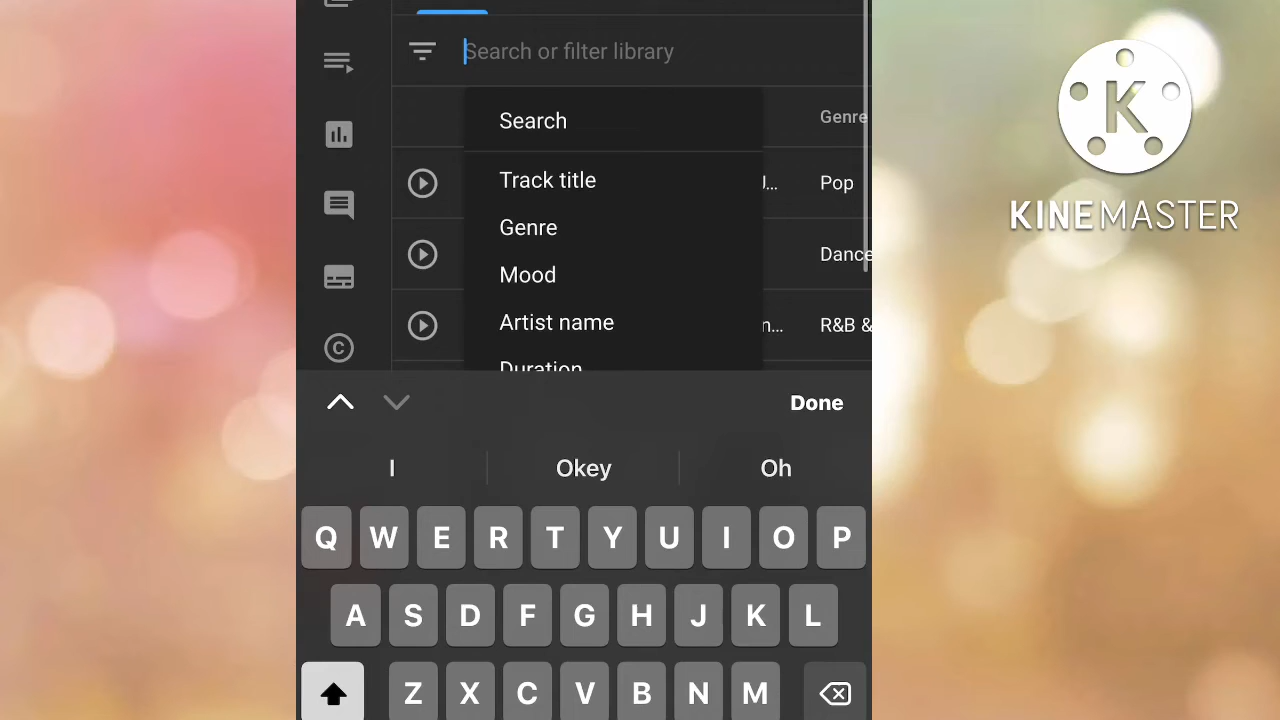 Search or filter library
Search
Genre
Track title
Pop
Genre
Mood
Dance
Artist name
R&B &
Duration
Done
I Okey Oh
Q W E R T Y U I O P
A S D F G H J K L
Z X C V B N M
K
KINEMASTER